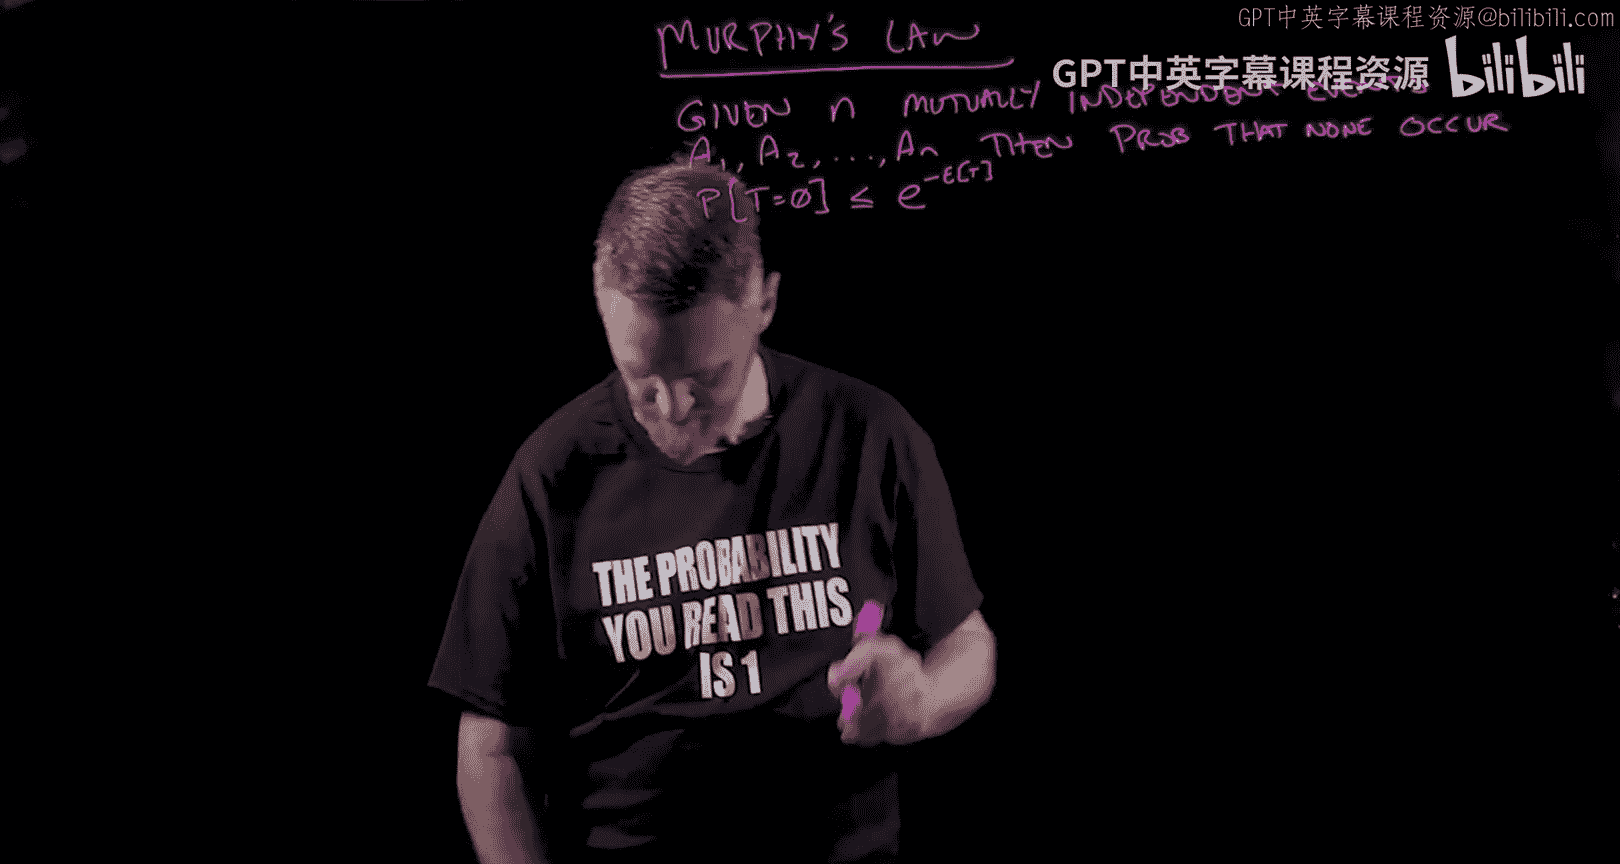 GPT中英字幕课程资源@bilibili.com
MURPHY'S LAW
GPT中英字幕课程资源 bilibili
GIVEN n MUTUALLY INDEPENDENT EVENTS
A₁, A₂, ..., Aₙ THEN PROB THAT NONE OCCUR
P[T=∅] ≤ e^{-E[T]}
THE PROBABILITY
YOU READ THIS
IS 1